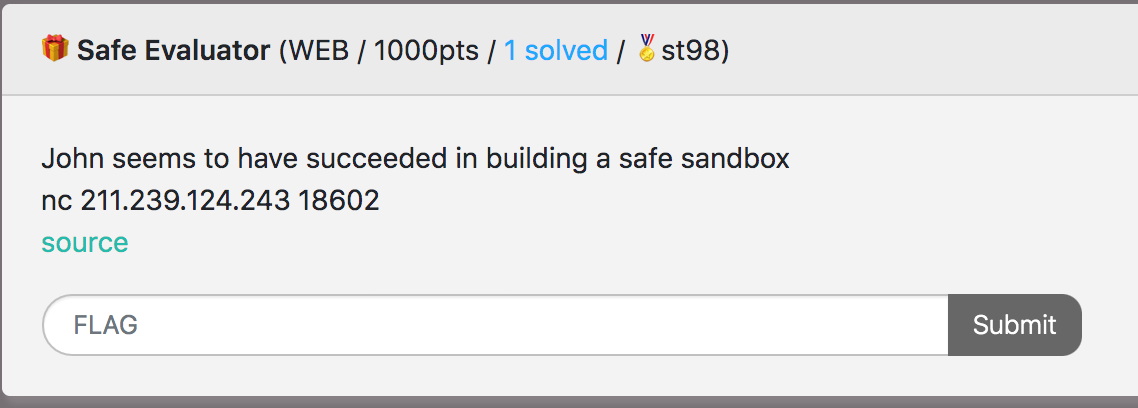 🎁 Safe Evaluator (WEB / 1000pts / 1 solved / 🏅st98)
John seems to have succeeded in building a safe sandbox
nc 211.239.124.243 18602
source
FLAG Submit